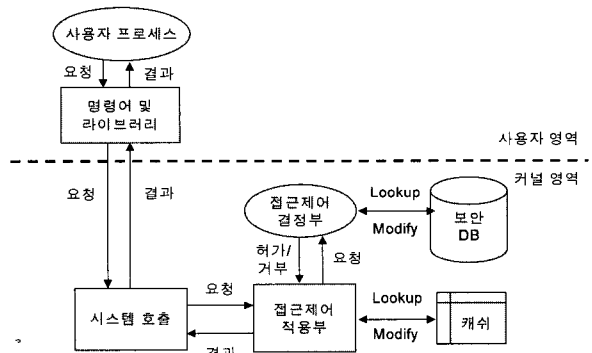 사용자 프로세스
요청
결과
명령어 및
라이브러리
사용자 영역
커널 영역
요청
결과
접근제어
결정부
Lookup
Modify
보안
DB
허가/
거부
요청
시스템 호출
요청
결과
접근제어
적용부
Lookup
Modify
캐쉬